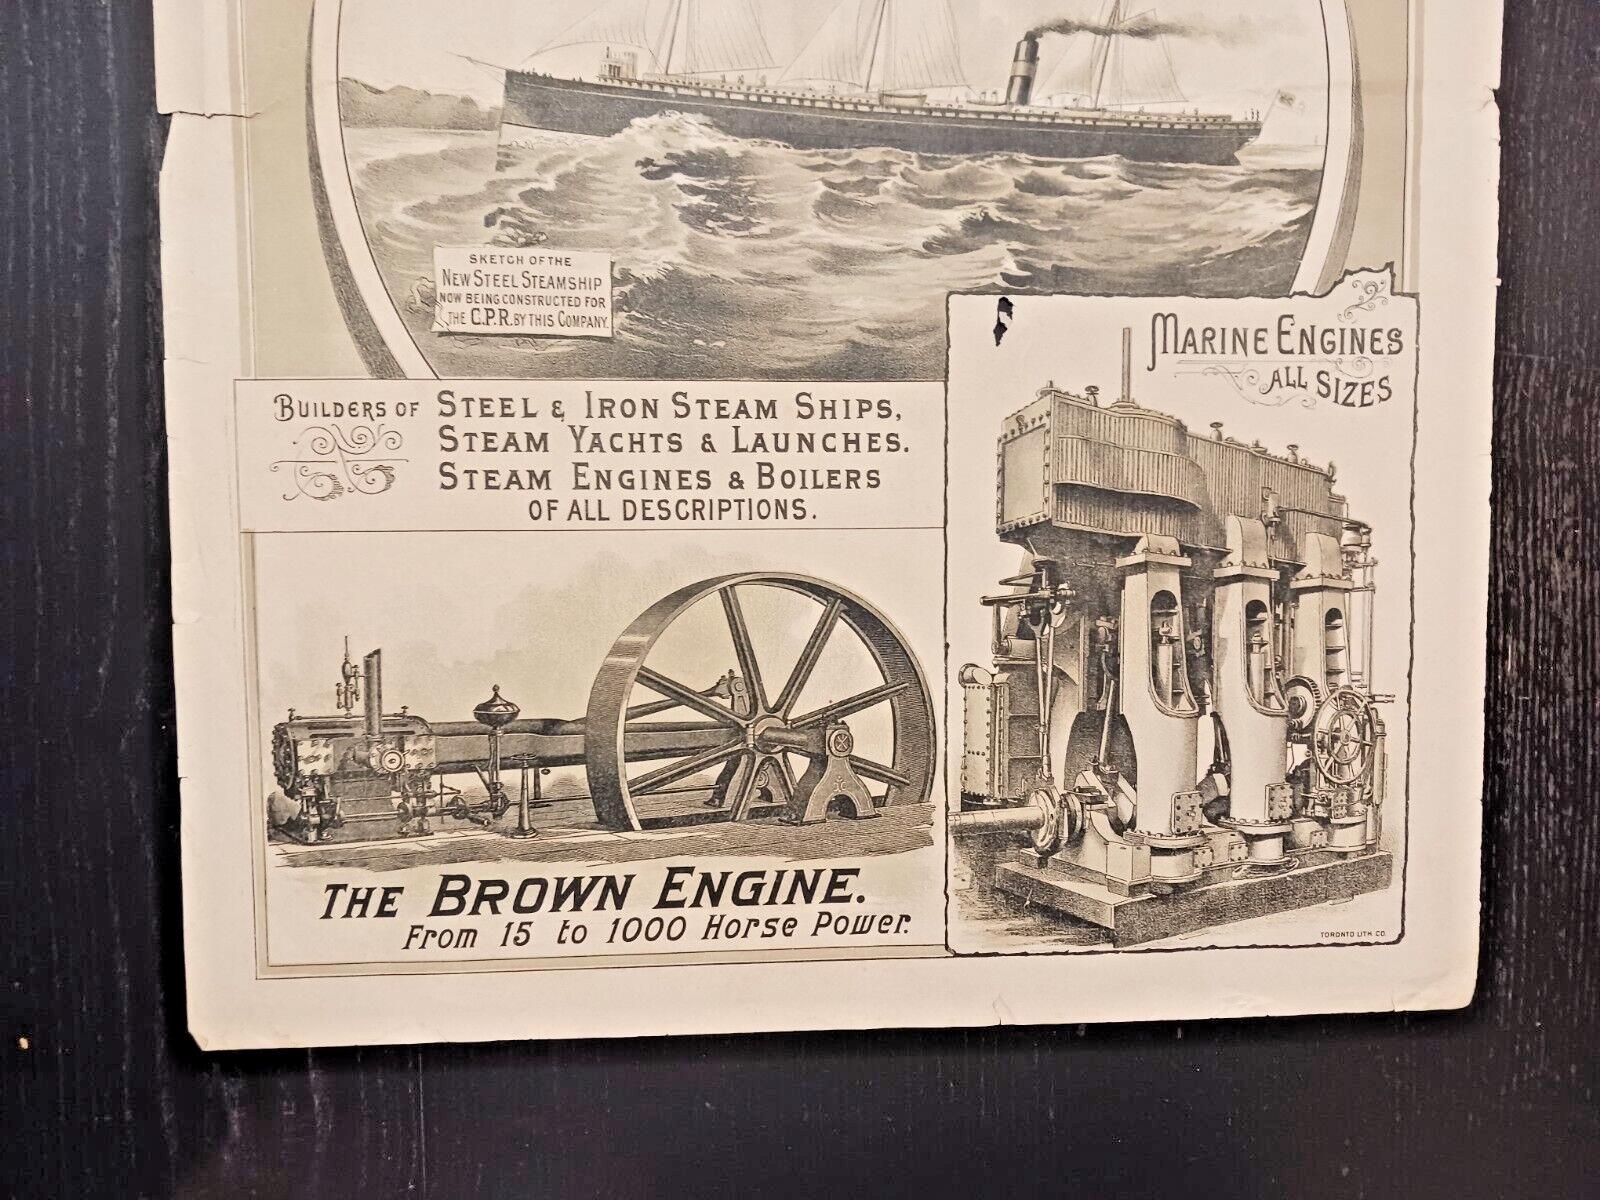 SKETCH OF THE
NEW STEEL STEAMSHIP
NOW BEING CONSTRUCTED FOR
THE C.P.R. BY THIS COMPANY.
MARINE ENGINES
ALL SIZES
BUILDERS OF STEEL & IRON STEAM SHIPS,
STEAM YACHTS & LAUNCHES.
STEAM ENGINES & BOILERS
OF ALL DESCRIPTIONS.
THE BROWN ENGINE.
From 15 to 1000 Horse Power.
TORONTO LITH. CO.